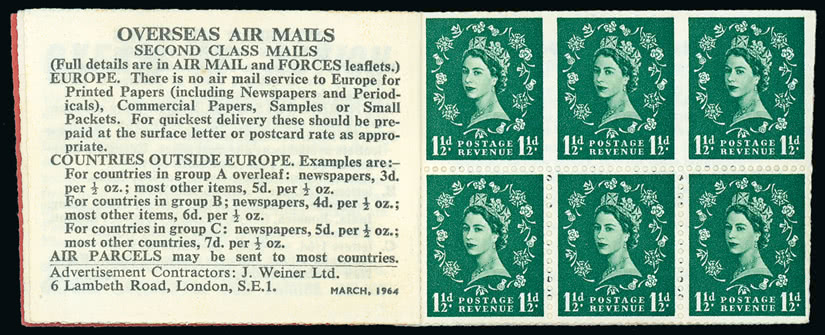 OVERSEAS AIR MAILS
SECOND CLASS MAILS
(Full details are in AIR MAIL and FORCES leaflets.)
EUROPE. There is no air mail service to Europe for
Printed Papers (including Newspapers and Period-
icals), Commercial Papers, Samples or Small
Packets. For quickest delivery these should be pre-
paid at the surface letter or postcard rate as appro-
priate.
COUNTRIES OUTSIDE EUROPE. Examples are:–
For countries in group A overleaf: newspapers, 3d.
per ½ oz.; most other items, 5d. per ½ oz.
For countries in group B; newspapers, 4d. per ½ oz.;
most other items, 6d. per ½ oz.
For countries in group C: newspapers, 5d. per ½ oz.;
most other countries, 7d. per ½ oz.
AIR PARCELS may be sent to most countries.
Advertisement Contractors: J. Weiner Ltd.
6 Lambeth Road, London, S.E.1. MARCH, 1964
1½d POSTAGE REVENUE 1½d
1½d POSTAGE REVENUE 1½d
1½d POSTAGE REVENUE 1½d
1½d POSTAGE REVENUE 1½d
1½d POSTAGE REVENUE 1½d
1½d POSTAGE REVENUE 1½d